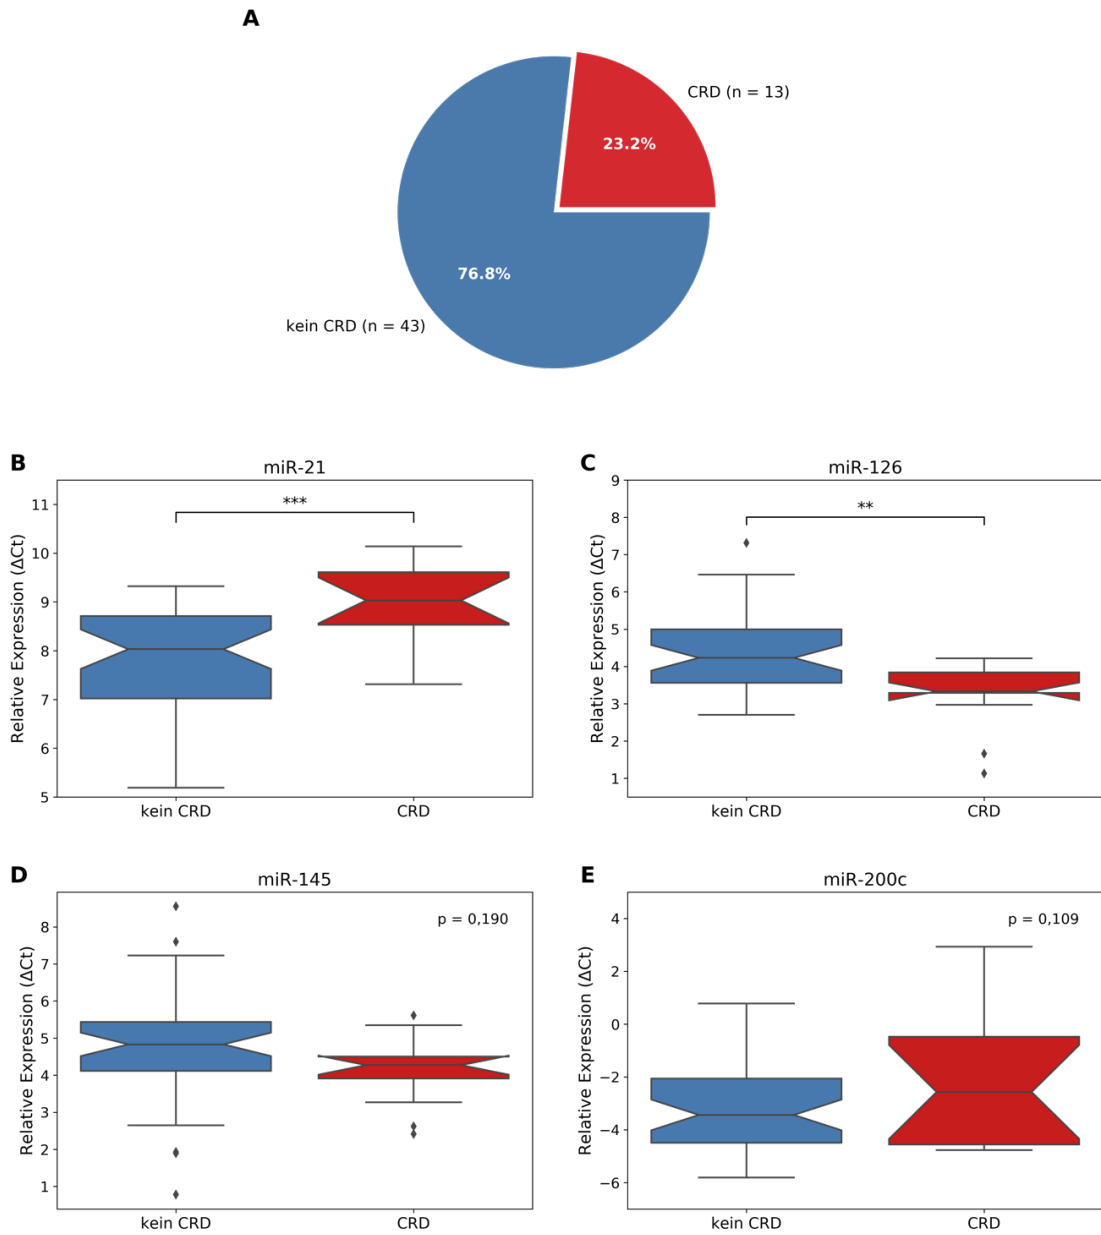 A
CRD (n = 13)
23.2%
76.8%
kein CRD (n = 43)
B
miR-21
***
11
10
9
8
7
6
5
Relative Expression (ΔCt)
kein CRD
CRD
C
miR-126
**
9
8
7
6
5
4
3
2
1
Relative Expression (ΔCt)
kein CRD
CRD
D
miR-145
p = 0,190
8
7
6
5
4
3
2
1
Relative Expression (ΔCt)
kein CRD
CRD
E
miR-200c
p = 0,109
4
2
0
−2
−4
−6
Relative Expression (ΔCt)
kein CRD
CRD